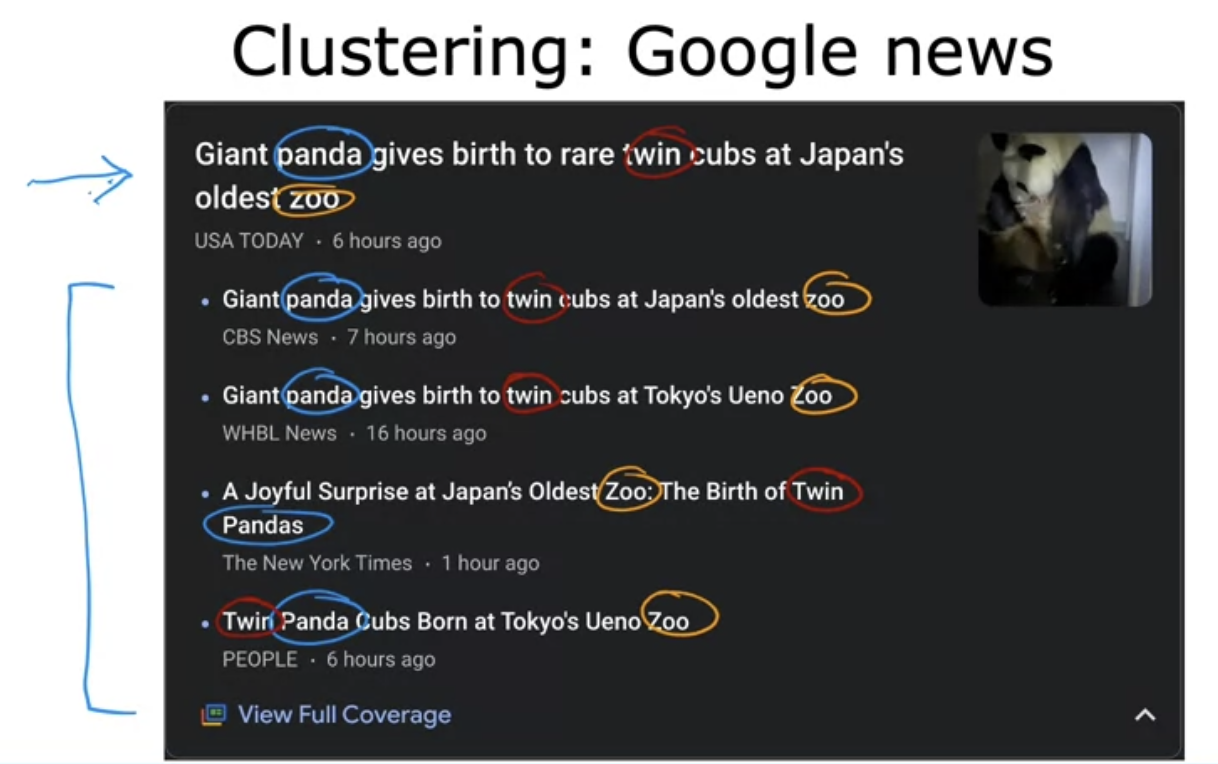 Clustering: Google news
Giant panda gives birth to rare twin cubs at Japan's
oldest zoo
USA TODAY · 6 hours ago
• Giant panda gives birth to twin cubs at Japan's oldest zoo
CBS News · 7 hours ago
• Giant panda gives birth to twin cubs at Tokyo's Ueno Zoo
WHBL News · 16 hours ago
• A Joyful Surprise at Japan’s Oldest Zoo: The Birth of Twin
Pandas
The New York Times · 1 hour ago
• Twin Panda Cubs Born at Tokyo's Ueno Zoo
PEOPLE · 6 hours ago
View Full Coverage